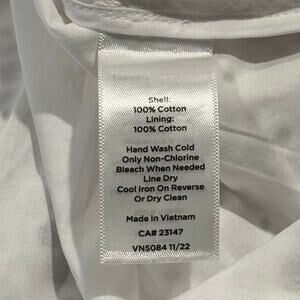 Shell:
100% Cotton
Lining:
100% Cotton
Hand Wash Cold
Only Non-Chlorine
Bleach When Needed
Line Dry
Cool Iron On Reverse
Or Dry Clean
Made in Vietnam
CA# 23147
VN5084 11/22